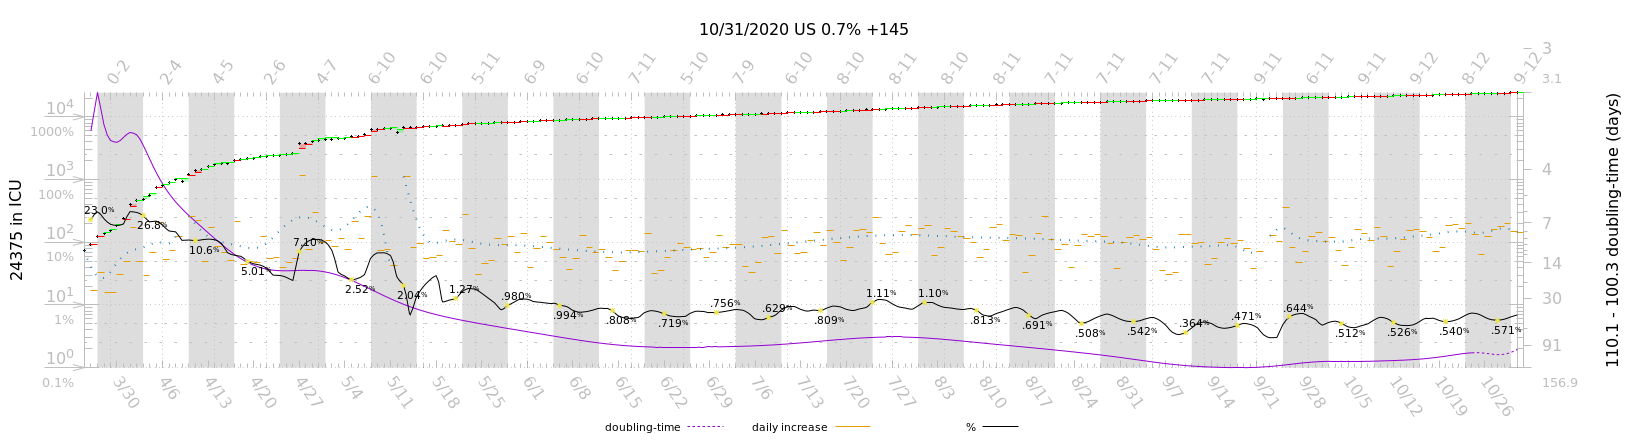 10/31/2020 US 0.7% +145
0-2 2-4 4-5 2-6 4-7 6-10 6-10 5-11 6-9 6-10 7-11 5-10 7-9 6-10 8-10 8-11 8-10 8-11 7-11 7-11 7-11 7-11 9-11 6-11 9-11 9-12 8-12 9-12
3
3.1
10^4
1000%
10^3
100%
10^2
10%
10^1
1%
10^0
0.1%
4
7
14
30
91
156.9
24375 in ICU
110.1 - 100.3 doubling-time (days)
23.0% 26.8% 10.6% 5.01% 7.10% 2.52% 2.04% 1.27% .980% .994% .808% .719% .756% .629% .809% 1.11% 1.10% .813% .691% .508% .542% .364% .471% .644% .512% .526% .540% .571%
3/30 4/6 4/13 4/20 4/27 5/4 5/11 5/18 5/25 6/1 6/8 6/15 6/22 6/29 7/6 7/13 7/20 7/27 8/3 8/10 8/17 8/24 8/31 9/7 9/14 9/21 9/28 10/5 10/12 10/19 10/26
doubling-time daily increase %